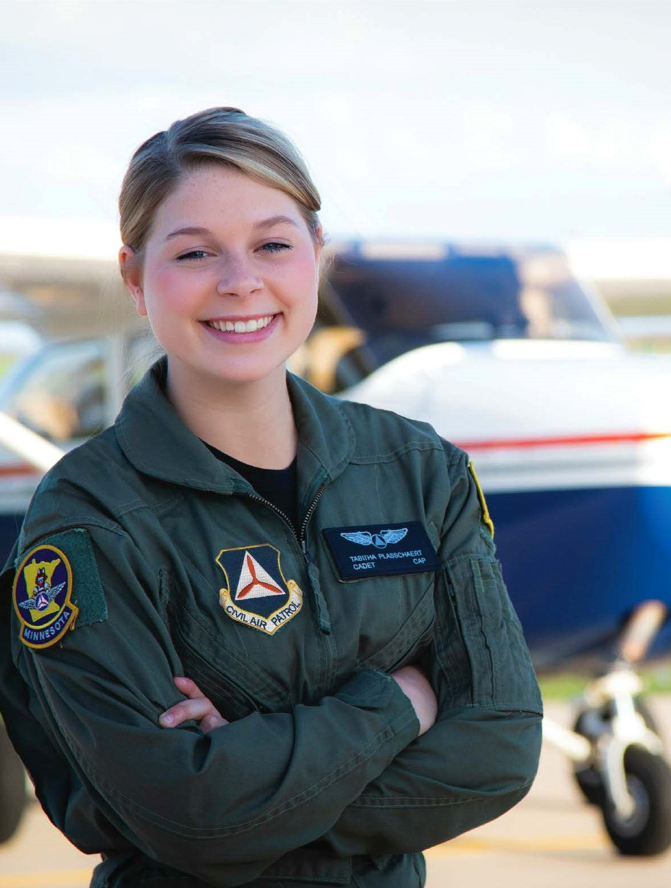 TABITHA PLASSCHAERT
CADET CAP
CIVIL AIR PATROL
MINNESOTA